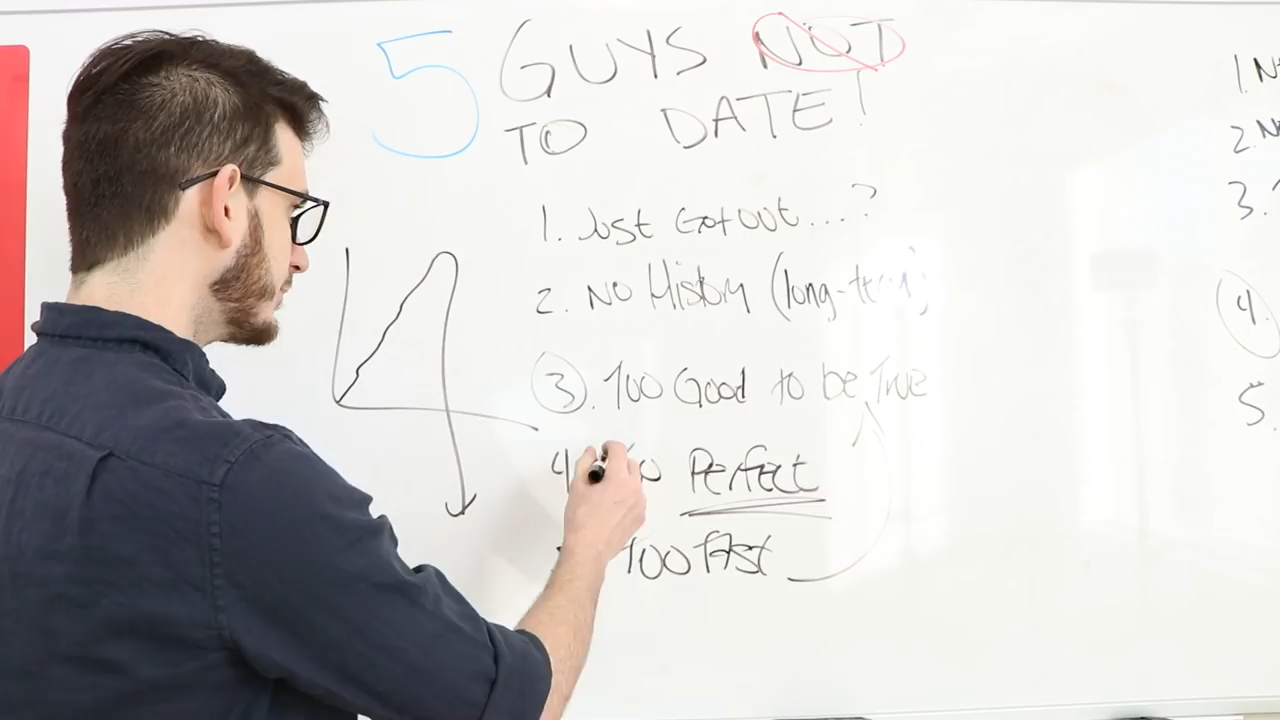 5 GUYS NOT
TO DATE!
1. Just Got out....?
2. No History (long-term)
3. Too Good to be True
4. Perfect
Too Fast
1. N
2. No
3.
4.
5.